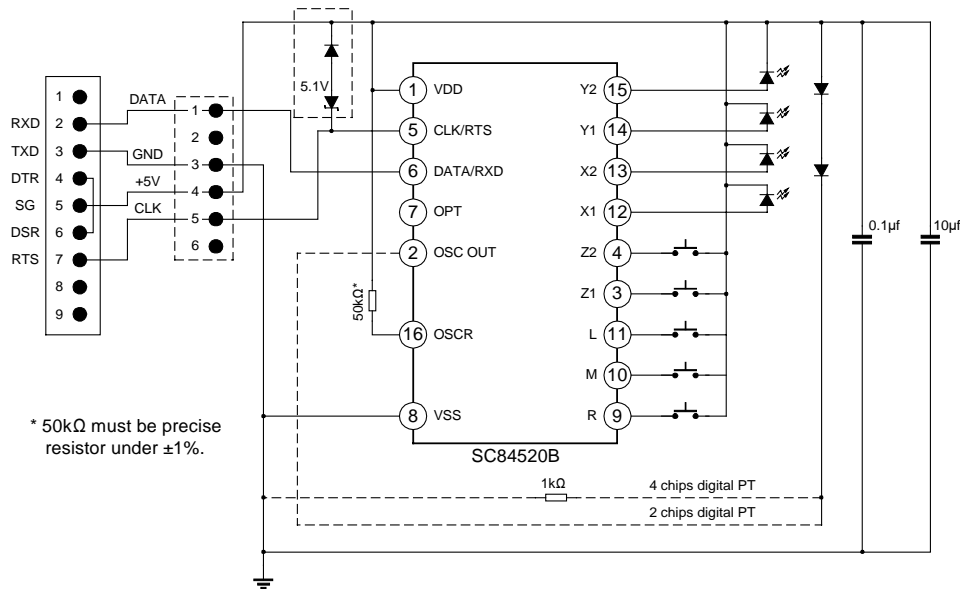 1
RXD 2
TXD 3
DTR 4
SG 5
DSR 6
RTS 7
8
9
DATA
GND
+5V
CLK
1
2
3
4
5
6
5.1V
1 VDD
5 CLK/RTS
6 DATA/RXD
7 OPT
2 OSC OUT
50kΩ*
16 OSCR
8 VSS
Y2 15
Y1 14
X2 13
X1 12
Z2 4
Z1 3
L 11
M 10
R 9
SC84520B
0.1µf
10µf
* 50kΩ must be precise
resistor under ±1%.
1kΩ
4 chips digital PT
2 chips digital PT